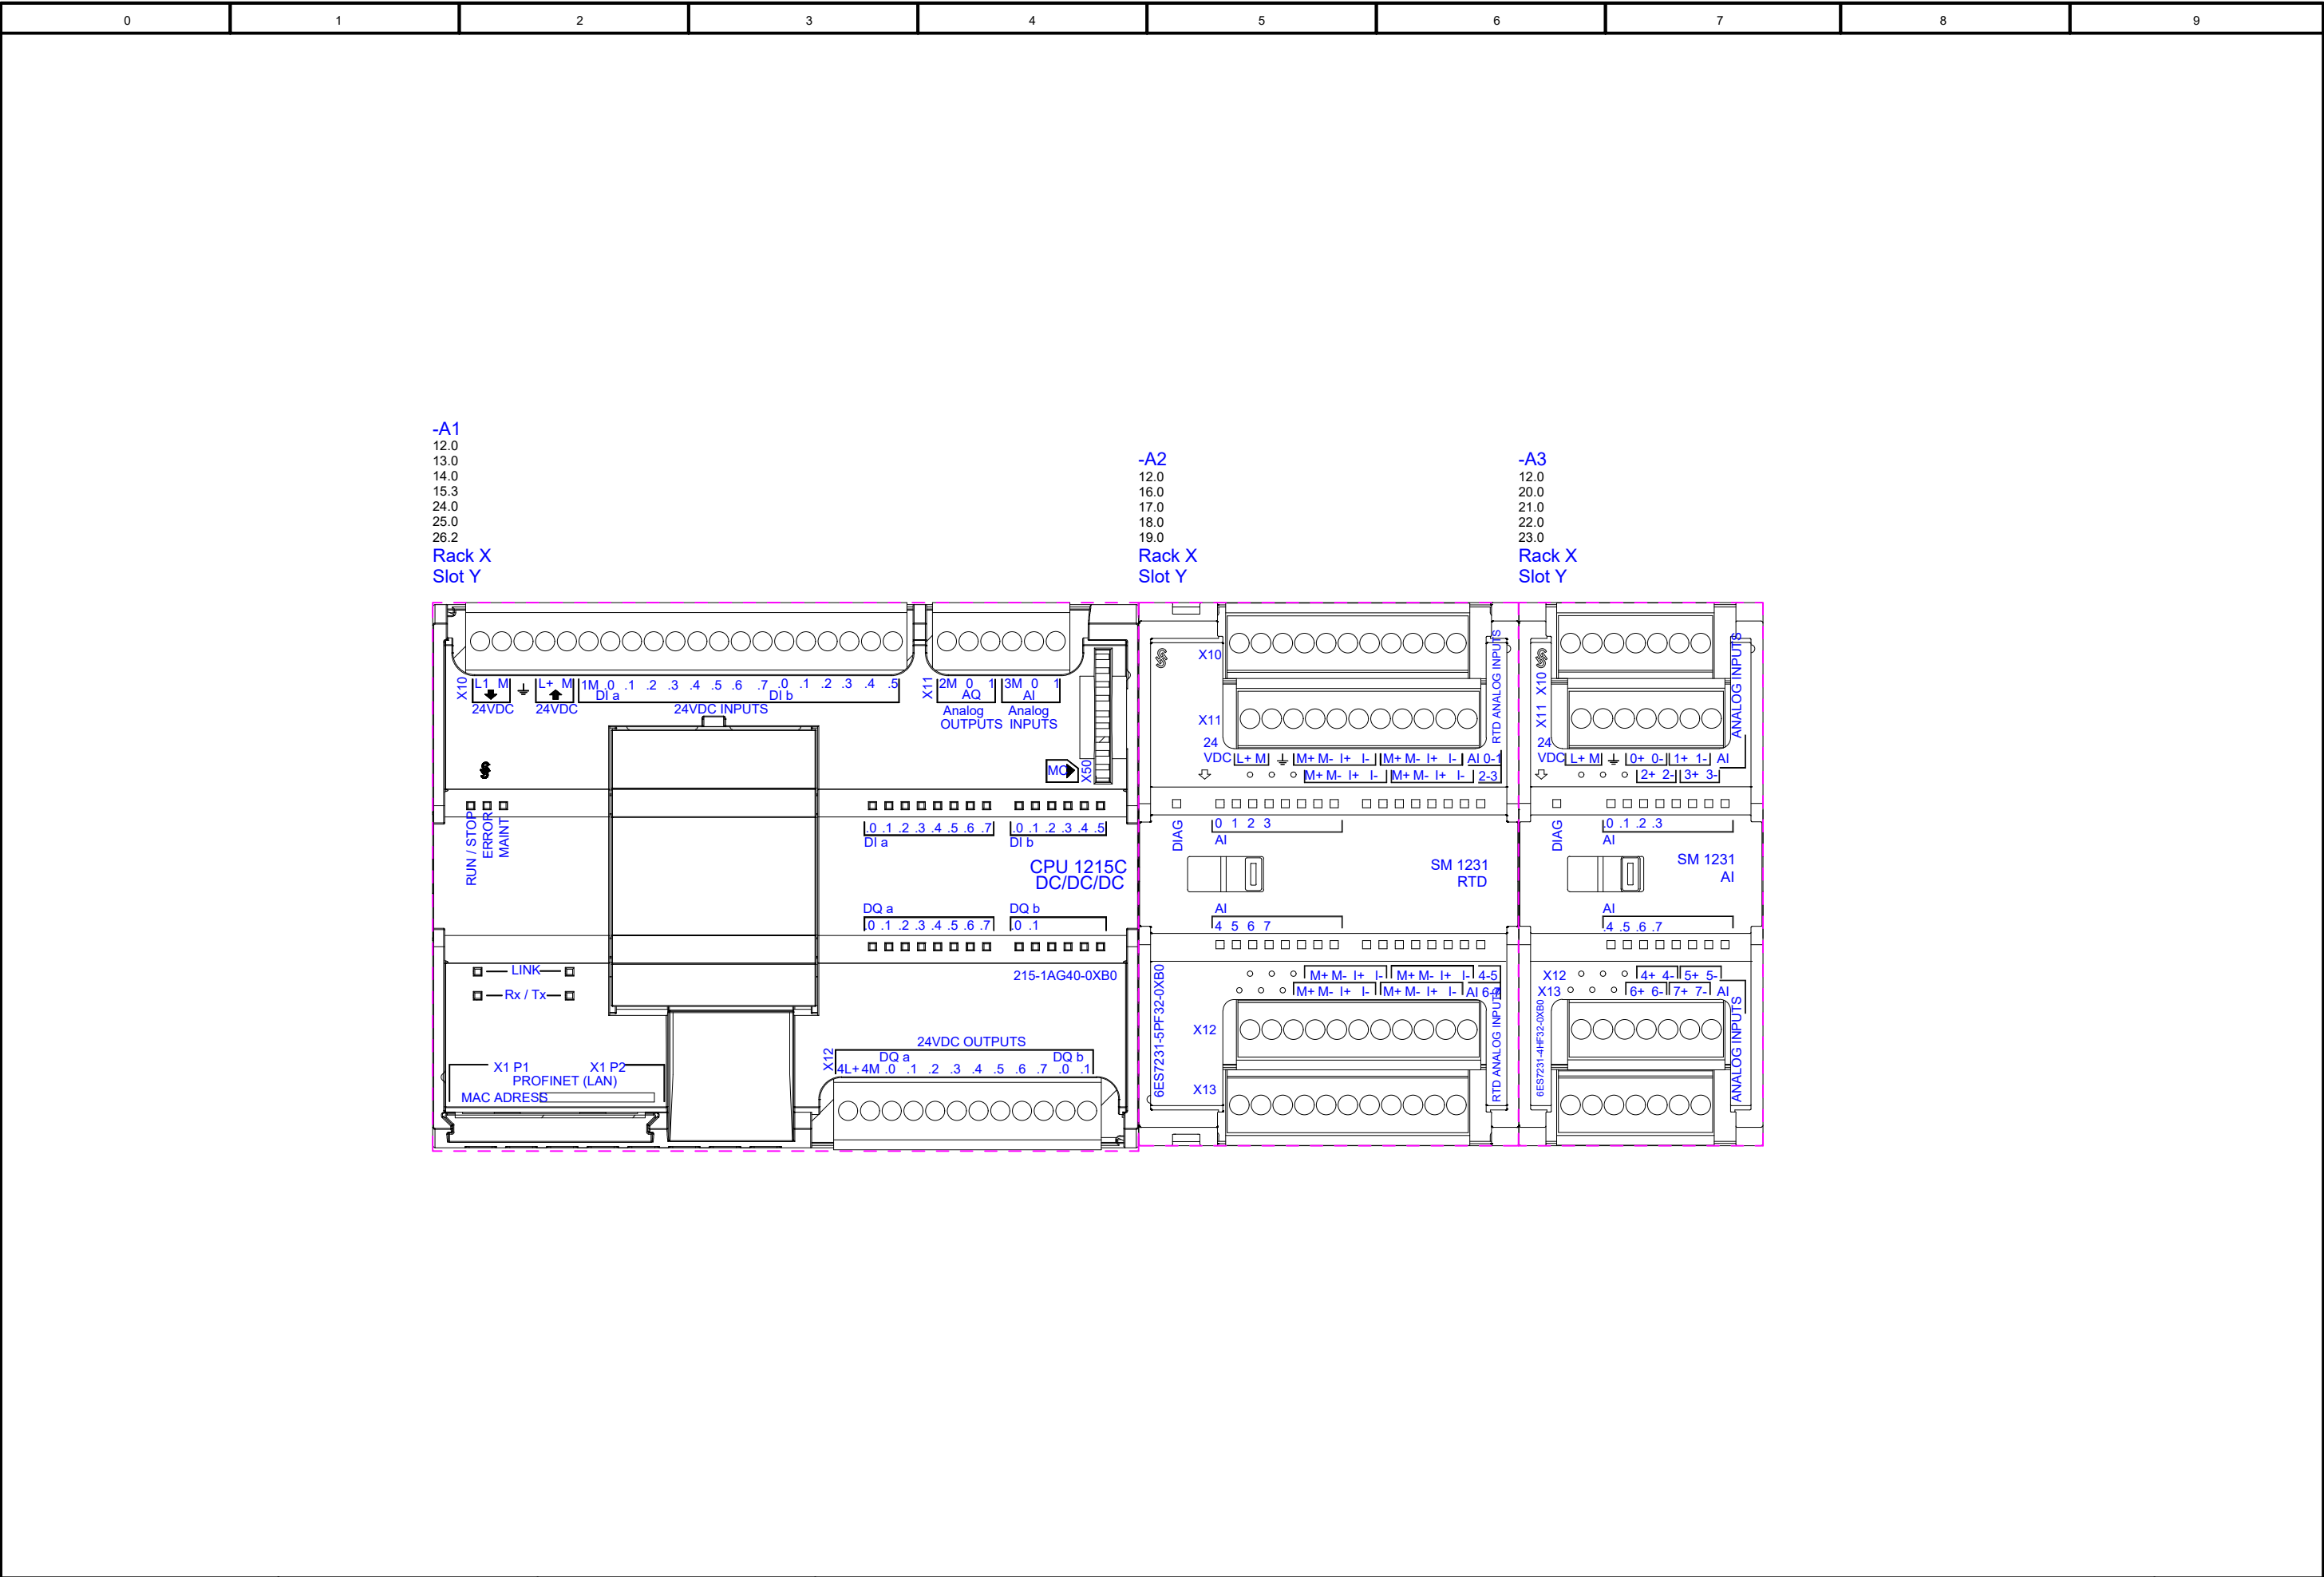 0 1 2 3 4 5 6 7 8 9
-A1
12.0
13.0
14.0
15.3
24.0
25.0
26.2
Rack X
Slot Y
-A2
12.0
16.0
17.0
18.0
19.0
Rack X
Slot Y
-A3
12.0
20.0
21.0
22.0
23.0
Rack X
Slot Y
X10
L1 M
24VDC
L+ M
24VDC
1M .0 .1 .2 .3 .4 .5 .6 .7 .0 .1 .2 .3 .4 .5
DI a DI b
24VDC INPUTS
X11
2M 0 1
AQ
Analog
OUTPUTS
3M 0 1
AI
Analog
INPUTS
MC
X50
RUN / STOP
ERROR
MAINT
.0 .1 .2 .3 .4 .5 .6 .7
DI a
.0 .1 .2 .3 .4 .5
DI b
CPU 1215C
DC/DC/DC
DQ a
.0 .1 .2 .3 .4 .5 .6 .7
DQ b
.0 .1
LINK
Rx / Tx
215-1AG40-0XB0
X1 P1 X1 P2
PROFINET (LAN)
MAC ADRESS
24VDC OUTPUTS
X12
DQ a DQ b
4L+ 4M .0 .1 .2 .3 .4 .5 .6 .7 .0 .1
X10
X11
RTD ANALOG INPUTS
24
VDC L+ M M+ M- I+ I- M+ M- I+ I- AI 0-1
M+ M- I+ I- M+ M- I+ I- 2-3
DIAG
0 1 2 3
AI
SM 1231
RTD
AI
4 5 6 7
6ES7231-5PF32-0XB0
M+ M- I+ I- M+ M- I+ I- 4-5
M+ M- I+ I- M+ M- I+ I- AI 6-7
X12
X13
RTD ANALOG INPUTS
X10
X11
ANALOG INPUTS
24
VDC L+ M 0+ 0- 1+ 1- AI
2+ 2- 3+ 3-
DIAG
.0 .1 .2 .3
AI
SM 1231
AI
AI
.4 .5 .6 .7
X12 4+ 4- 5+ 5-
X13 6+ 6- 7+ 7- AI
6ES7231-4HF32-0XB0
ANALOG INPUTS